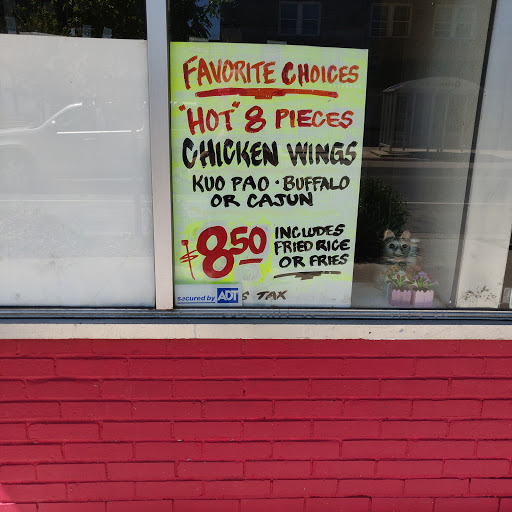 FAVORITE CHOICES
"HOT" 8 PIECES
CHICKEN WINGS
KUO PAO · BUFFALO
OR CAJUN
$8.50
INCLUDES
FRIED RICE
OR FRIES
TAX
secured by ADT